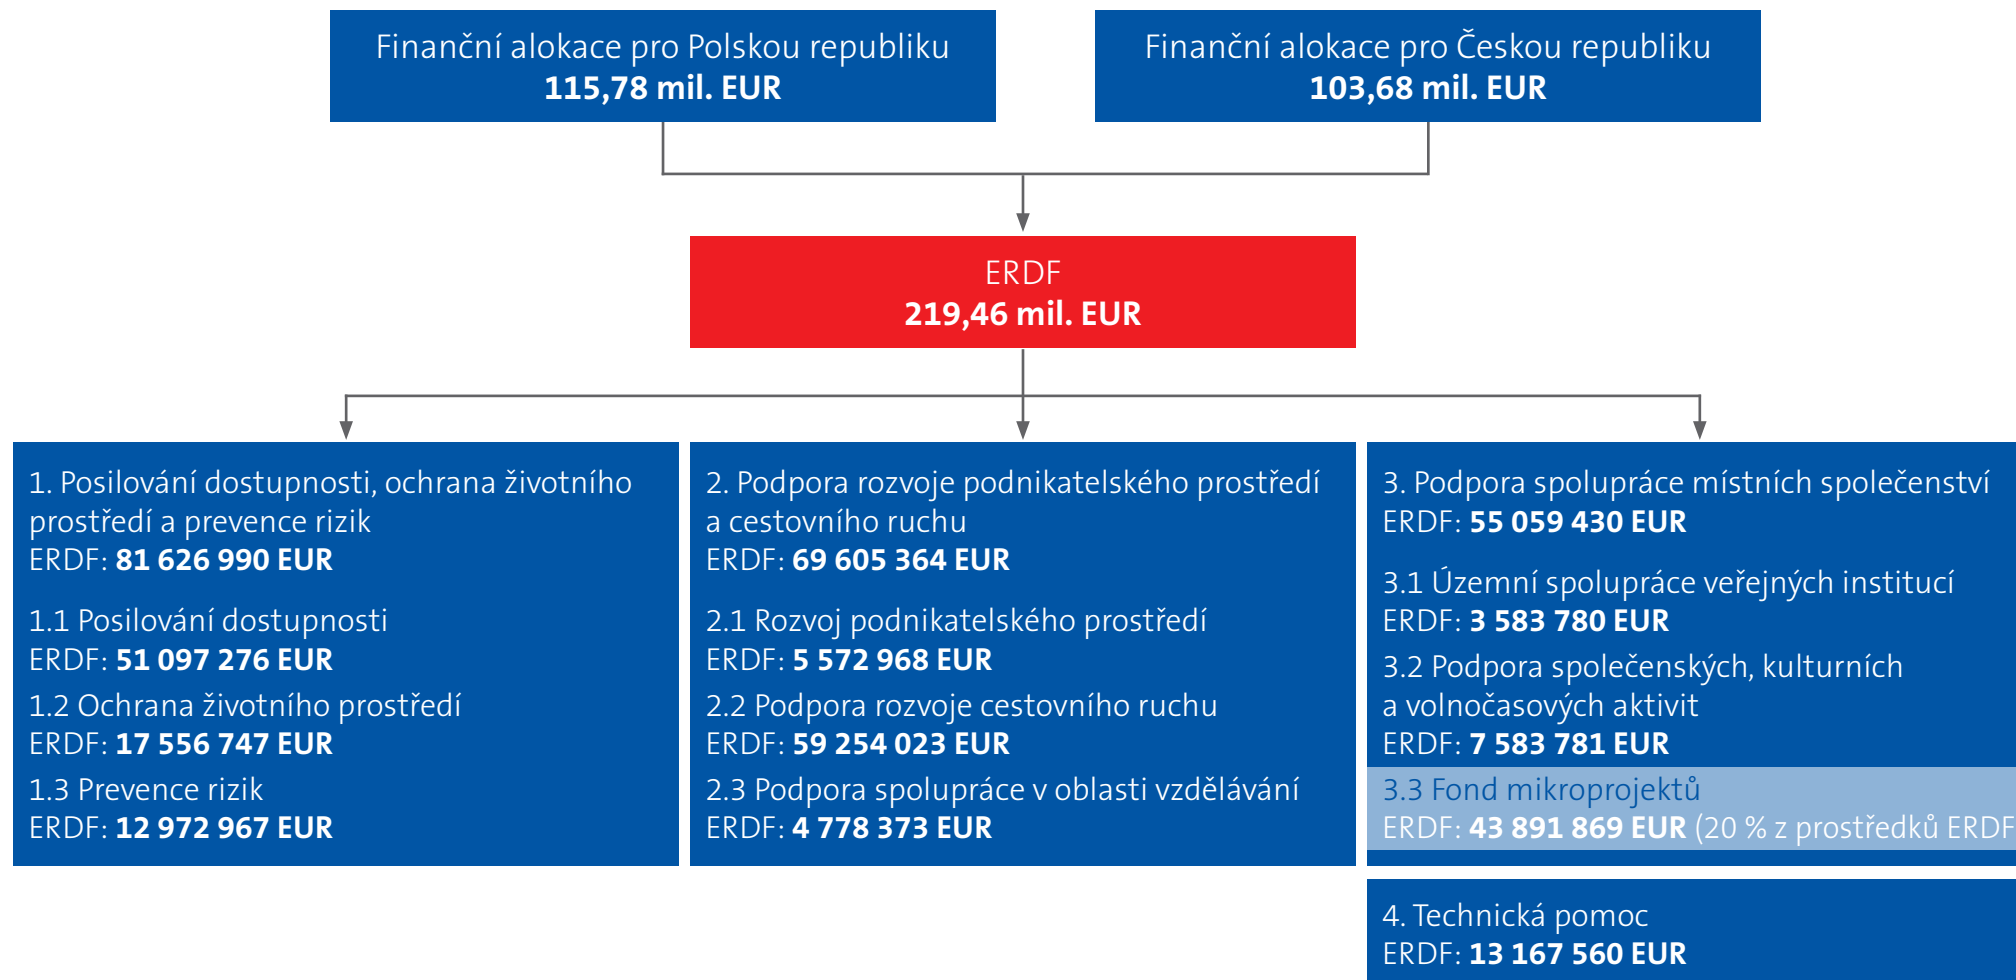 Finanční alokace pro Polskou republiku
115,78 mil. EUR
Finanční alokace pro Českou republiku
103,68 mil. EUR
ERDF
219,46 mil. EUR
1. Posilování dostupnosti, ochrana životního
prostředí a prevence rizik
ERDF: 81 626 990 EUR
1.1 Posilování dostupnosti
ERDF: 51 097 276 EUR
1.2 Ochrana životního prostředí
ERDF: 17 556 747 EUR
1.3 Prevence rizik
ERDF: 12 972 967 EUR
2. Podpora rozvoje podnikatelského prostředí
a cestovního ruchu
ERDF: 69 605 364 EUR
2.1 Rozvoj podnikatelského prostředí
ERDF: 5 572 968 EUR
2.2 Podpora rozvoje cestovního ruchu
ERDF: 59 254 023 EUR
2.3 Podpora spolupráce v oblasti vzdělávání
ERDF: 4 778 373 EUR
3. Podpora spolupráce místních společenství
ERDF: 55 059 430 EUR
3.1 Územní spolupráce veřejných institucí
ERDF: 3 583 780 EUR
3.2 Podpora společenských, kulturních
a volnočasových aktivit
ERDF: 7 583 781 EUR
3.3 Fond mikroprojektů
ERDF: 43 891 869 EUR (20 % z prostředků ERDF
4. Technická pomoc
ERDF: 13 167 560 EUR